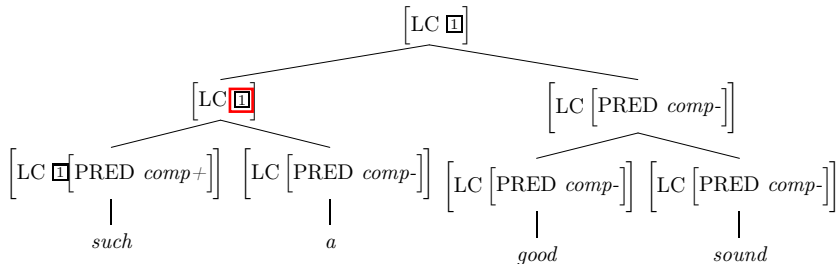 [LC 1]
[LC 1] [LC [PRED comp-]]
[LC 1[PRED comp+]] [LC [PRED comp-]] [LC [PRED comp-]] [LC [PRED comp-]]
such a good sound